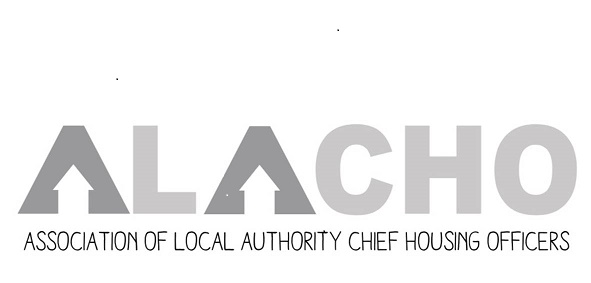 ALACHO
ASSOCIATION OF LOCAL AUTHORITY CHIEF HOUSING OFFICERS